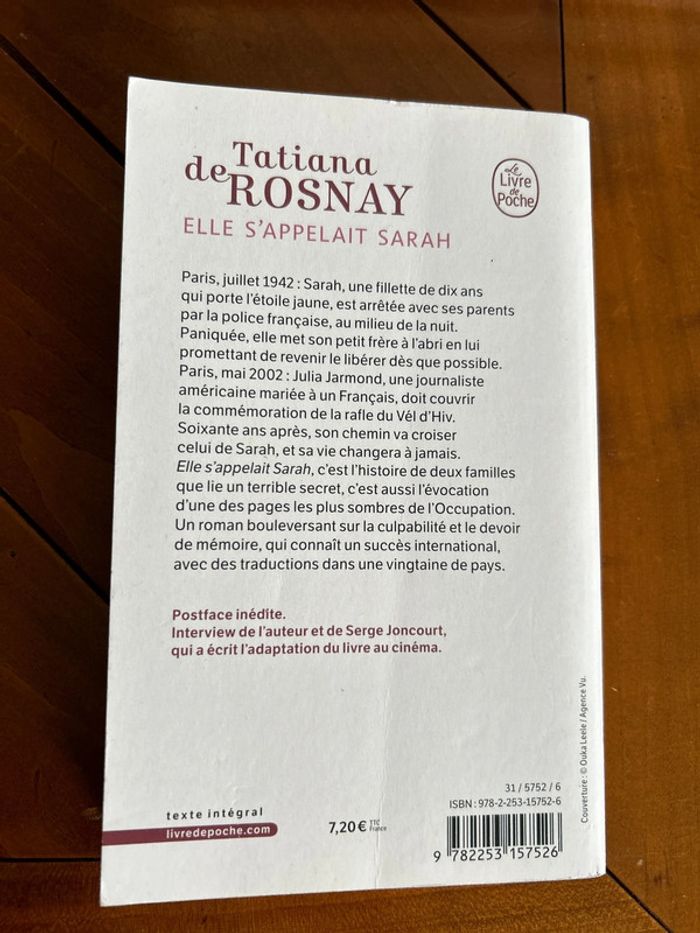 Tatiana
de ROSNAY
ELLE S'APPELAIT SARAH
Le
Livre
de
Poche
Paris, juillet 1942 : Sarah, une fillette de dix ans
qui porte l'étoile jaune, est arrêtée avec ses parents
par la police française, au milieu de la nuit.
Paniquée, elle met son petit frère à l'abri en lui
promettant de revenir le libérer dès que possible.
Paris, mai 2002 : Julia Jarmond, une journaliste
américaine mariée à un Français, doit couvrir
la commémoration de la rafle du Vél d'Hiv.
Soixante ans après, son chemin va croiser
celui de Sarah, et sa vie changera à jamais.
Elle s'appelait Sarah, c'est l'histoire de deux familles
que lie un terrible secret, c'est aussi l'évocation
d'une des pages les plus sombres de l'Occupation.
Un roman bouleversant sur la culpabilité et le devoir
de mémoire, qui connaît un succès international,
avec des traductions dans une vingtaine de pays.
Postface inédite.
Interview de l'auteur et de Serge Joncourt,
qui a écrit l'adaptation du livre au cinéma.
Couverture : © Ouka Leele / Agence Vu.
texte intégral
livredepoche.com
7,20 € TTC
France
31 / 5752 / 6
ISBN : 978-2-253-15752-6
9 782253 157526